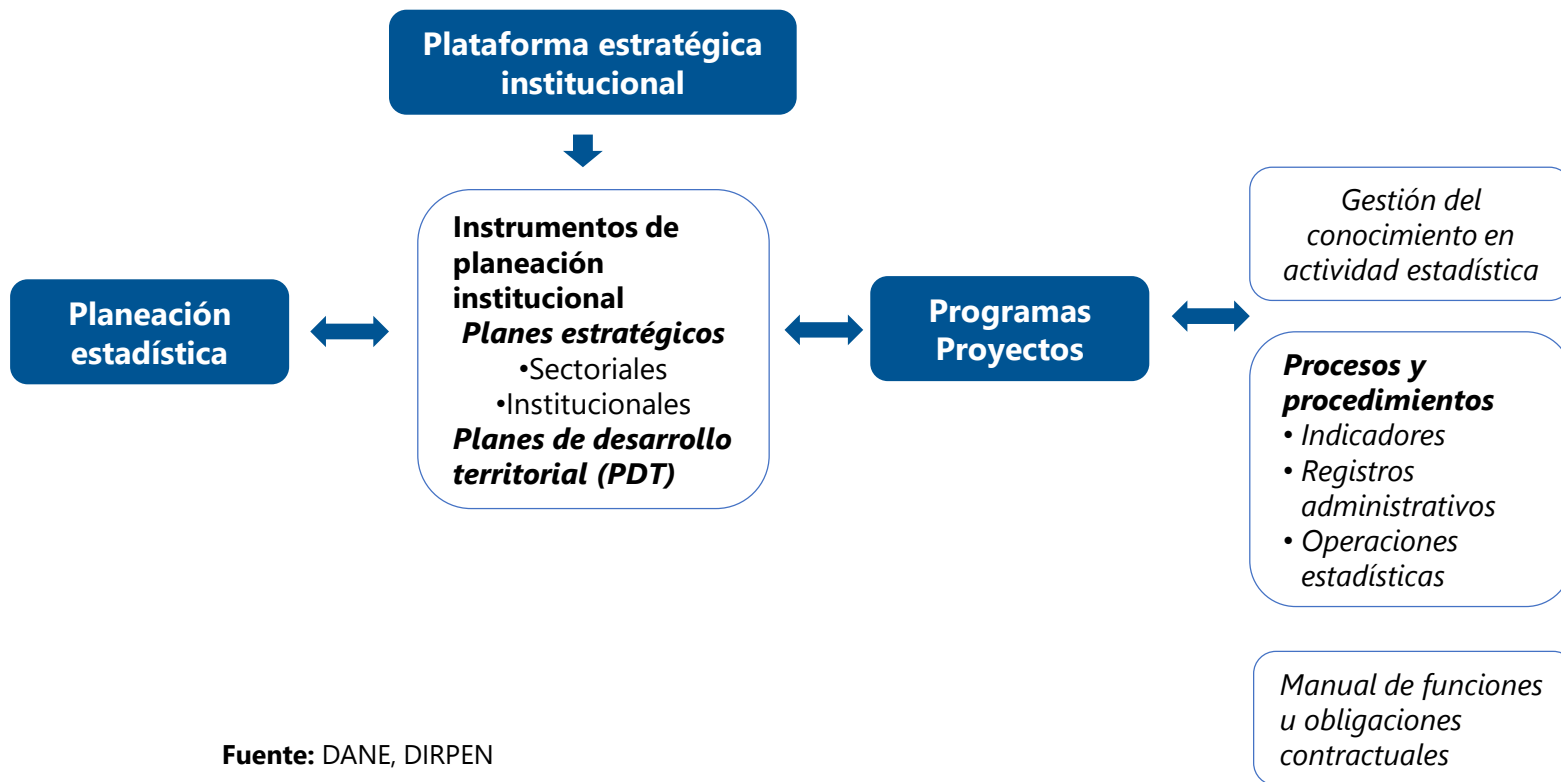 Plataforma estratégica
institucional
Planeación
estadística
Instrumentos de
planeación
institucional
Planes estratégicos
•Sectoriales
•Institucionales
Planes de desarrollo
territorial (PDT)
Programas
Proyectos
Gestión del
conocimiento en
actividad estadística
Procesos y
procedimientos
• Indicadores
• Registros
administrativos
• Operaciones
estadísticas
Manual de funciones
u obligaciones
contractuales
Fuente: DANE, DIRPEN